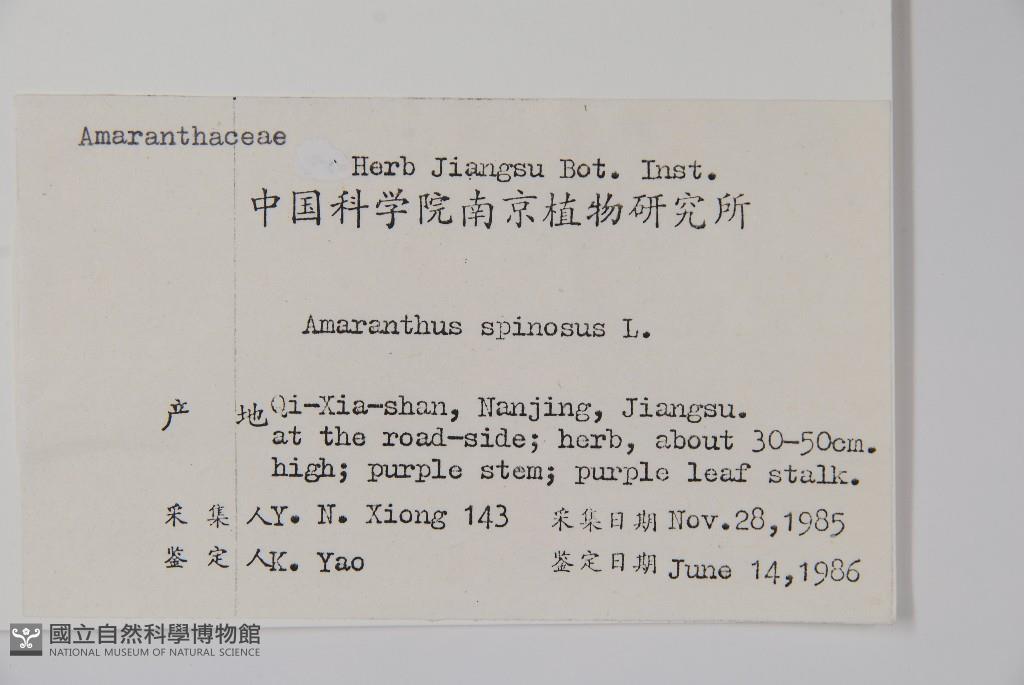 Amaranthaceae
Herb Jiangsu Bot. Inst.
中国科学院南京植物研究所
Amaranthus spinosus L.
产 地 Qi-Xia-shan, Nanjing, Jiangsu.
at the road-side; herb, about 30-50cm.
high; purple stem; purple leaf stalk.
采 集 人 Y. N. Xiong 143 采集日期 Nov.28,1985
鉴 定 人 K. Yao 鉴定日期 June 14,1986
國立自然科學博物館
NATIONAL MUSEUM OF NATURAL SCIENCE